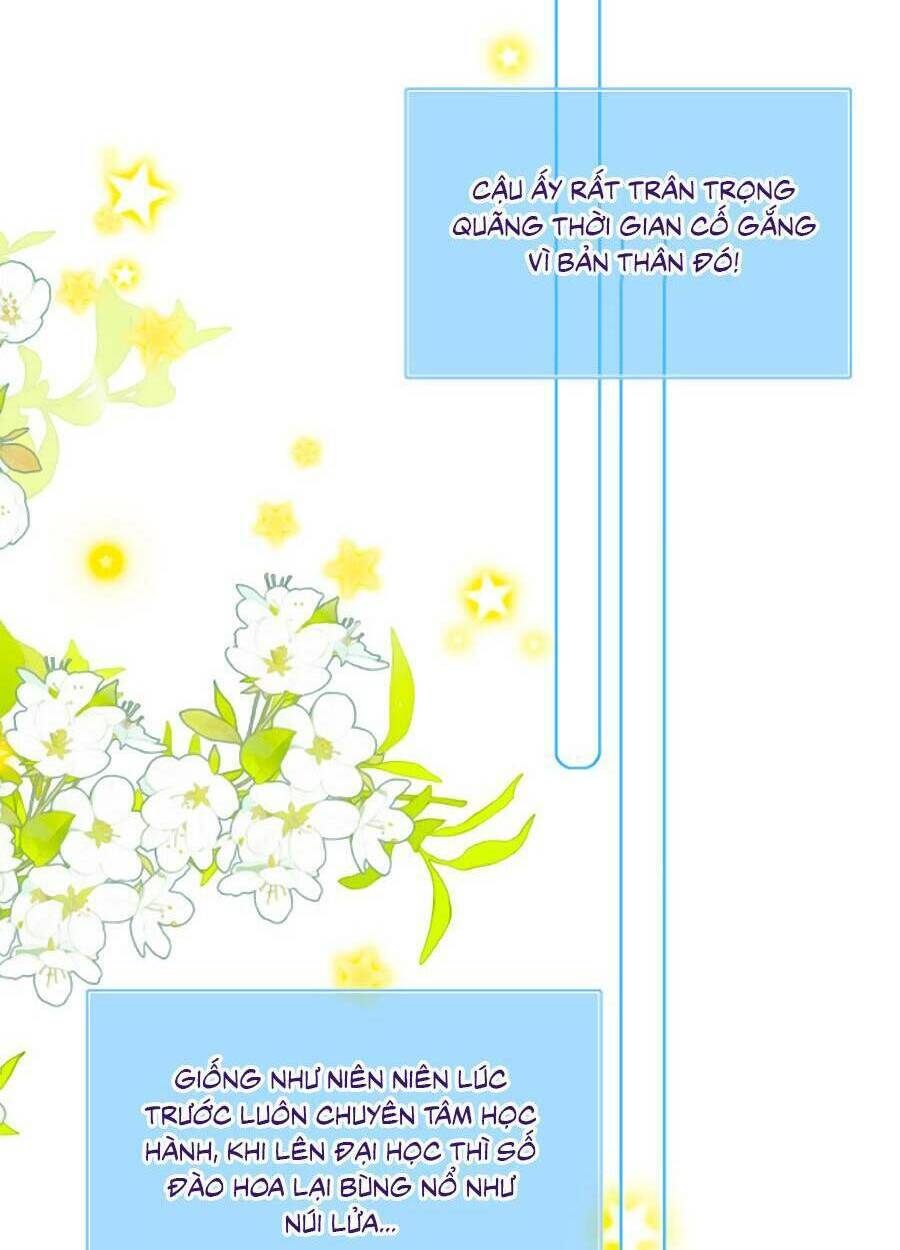 CẬU ẤY RẤT TRÂN TRỌNG
QUÃNG THỜI GIAN CỐ GẮNG
VÌ BẢN THÂN ĐÓ!
GIỐNG NHƯ NIÊN NIÊN LÚC
TRƯỚC LUÔN CHUYÊN TÂM HỌC
HÀNH, KHI LÊN ĐẠI HỌC THÌ SỐ
ĐÀO HOA LẠI BÙNG NỔ NHƯ
NÚI LỬA...